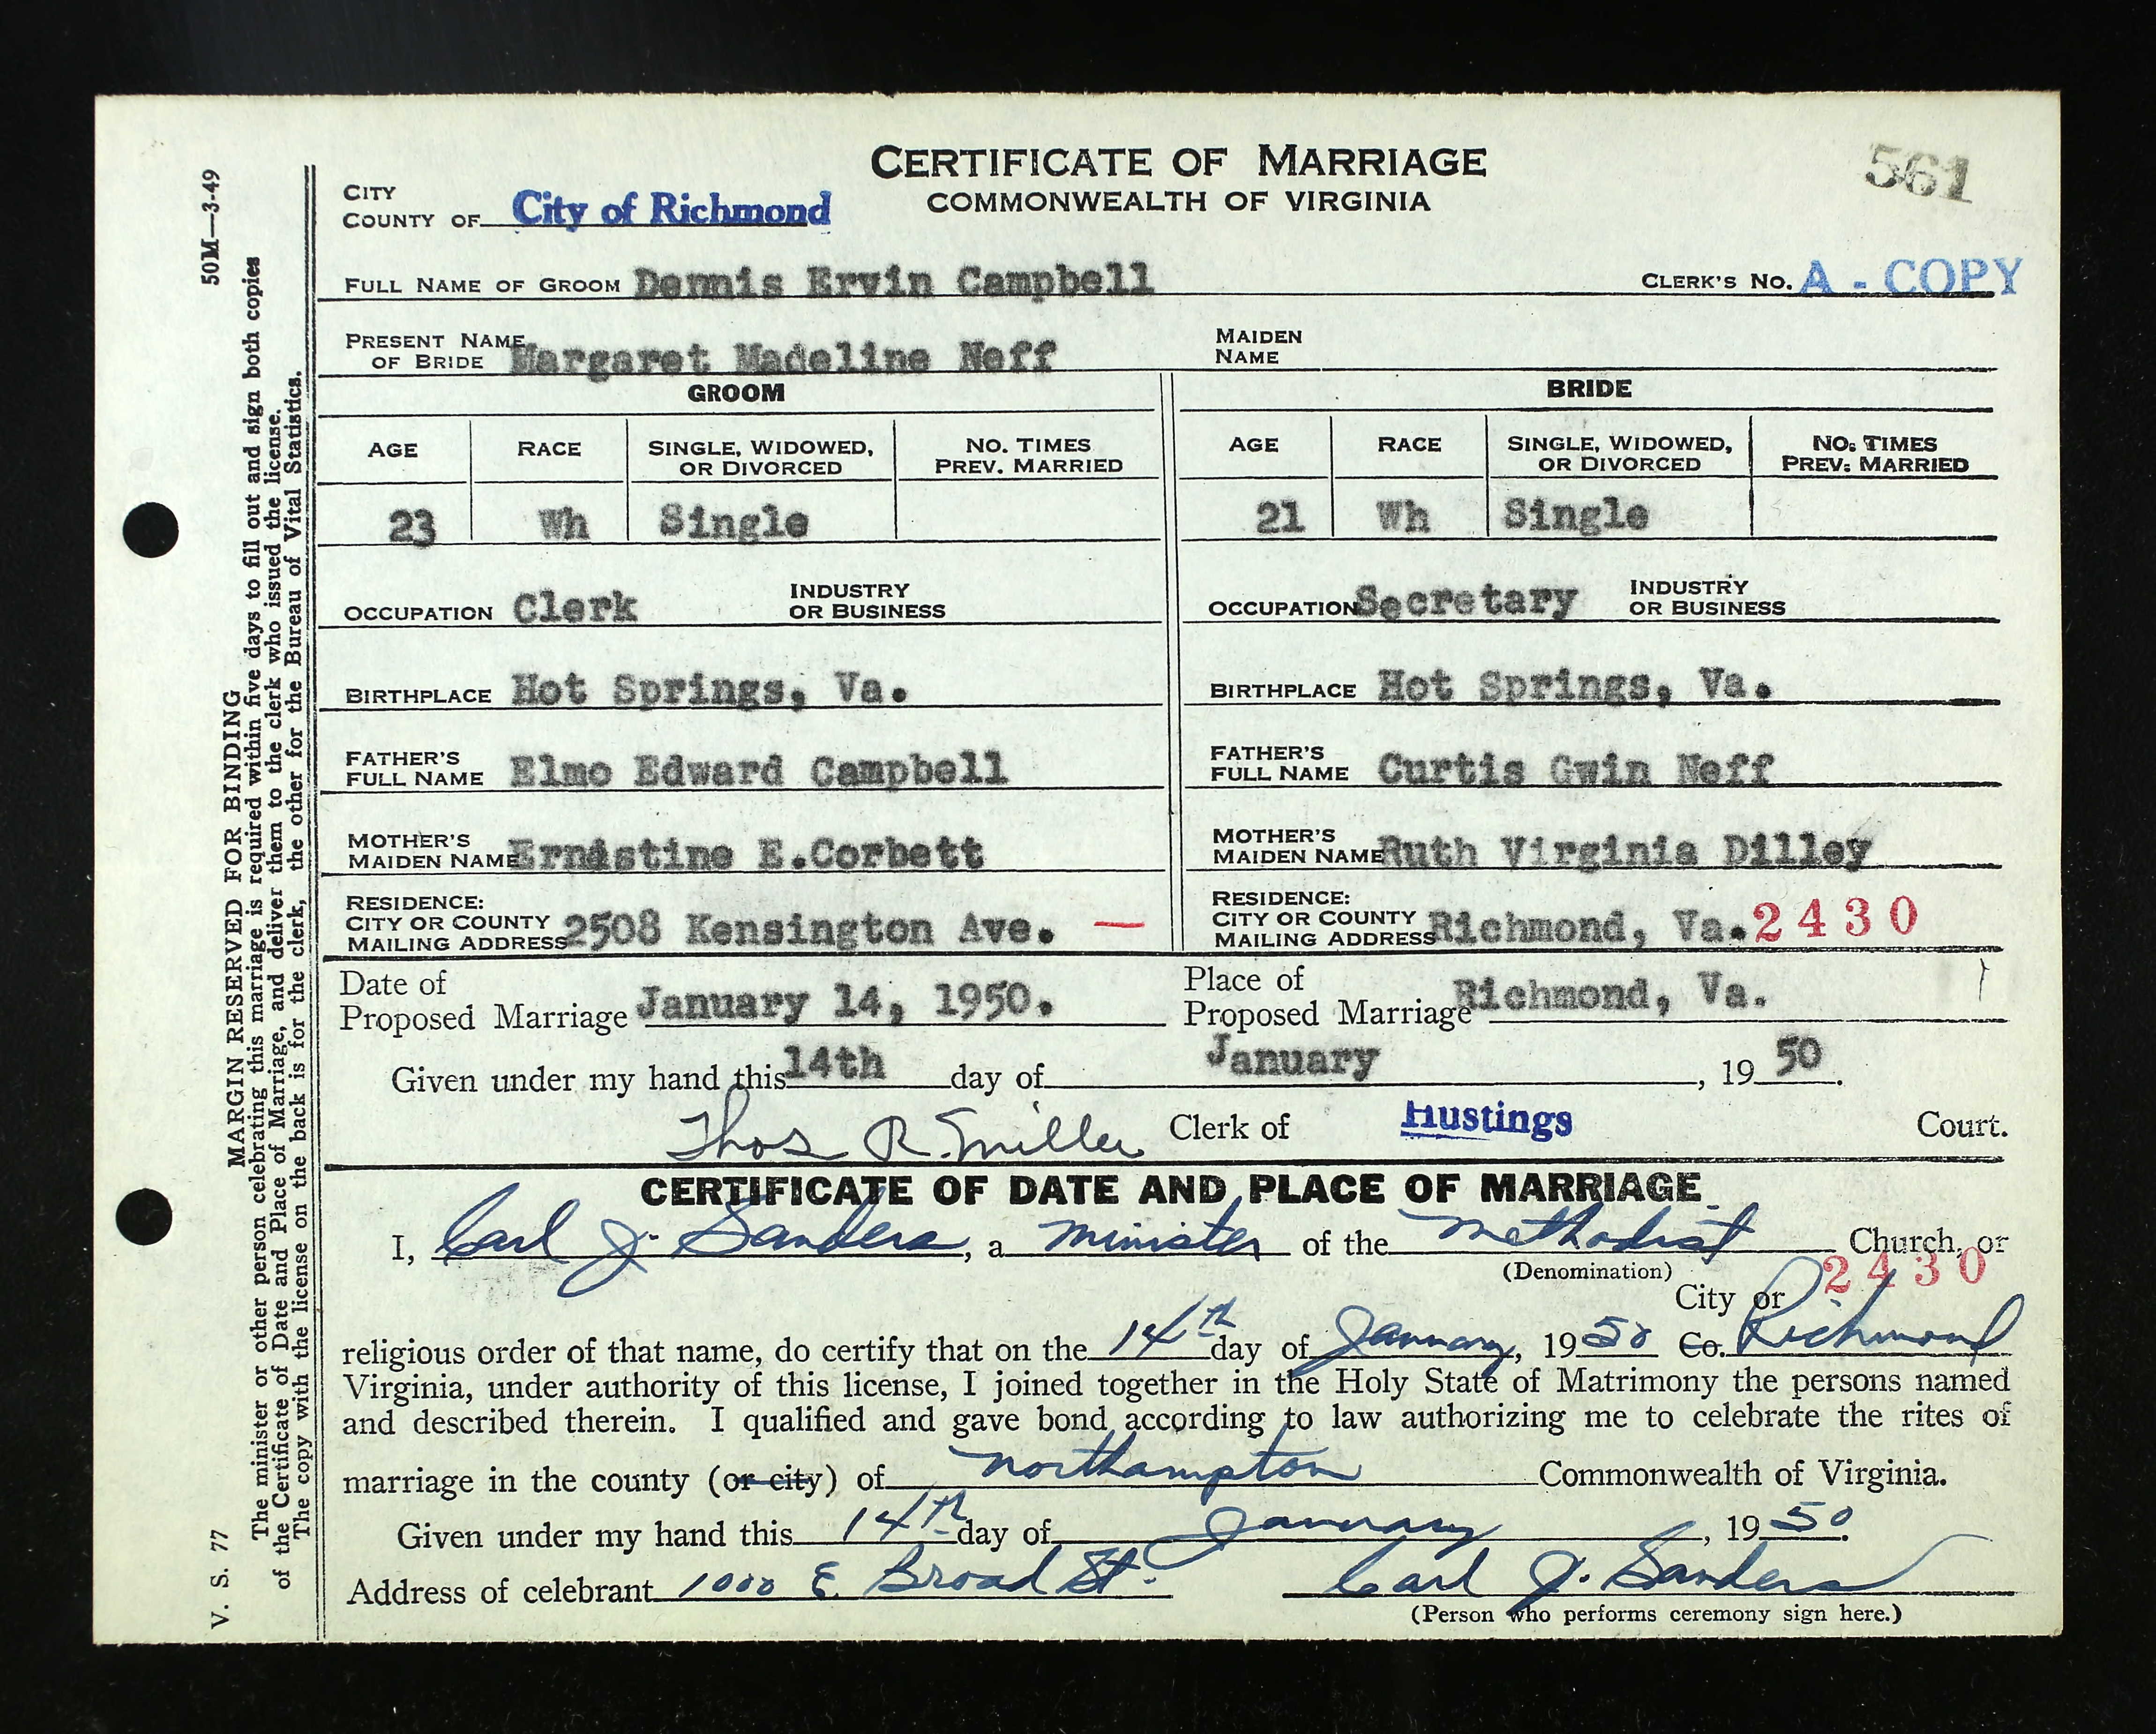 CERTIFICATE OF MARRIAGE
COMMONWEALTH OF VIRGINIA
561
CITY
COUNTY OF City of Richmond
FULL NAME OF GROOM Dennis Ervin Campbell CLERK'S NO. A - COPY
PRESENT NAME OF BRIDE Margaret Madeline Neff MAIDEN NAME
GROOM BRIDE
AGE RACE SINGLE, WIDOWED, OR DIVORCED NO. TIMES PREV. MARRIED AGE RACE SINGLE, WIDOWED, OR DIVORCED NO. TIMES PREV. MARRIED
23 Wh Single 21 Wh Single
OCCUPATION Clerk INDUSTRY OR BUSINESS OCCUPATION Secretary INDUSTRY OR BUSINESS
BIRTHPLACE Hot Springs, Va. BIRTHPLACE Hot Springs, Va.
FATHER'S FULL NAME Elmo Edward Campbell FATHER'S FULL NAME Curtis Gwin Neff
MOTHER'S MAIDEN NAME Ernistine E.Corbett MOTHER'S MAIDEN NAME Ruth Virginia Dilley
RESIDENCE: CITY OR COUNTY MAILING ADDRESS 2508 Kensington Ave. — RESIDENCE: CITY OR COUNTY MAILING ADDRESS Richmond, Va. 2430
Date of Proposed Marriage January 14, 1950. Place of Proposed Marriage Richmond, Va.
Given under my hand this 14th day of January, 19 50.
Thos R. Miller Clerk of Hustings Court.
CERTIFICATE OF DATE AND PLACE OF MARRIAGE
I, Carl J. Sanders, a minister of the Methodist Church, or
(Denomination) 2430
City or
religious order of that name, do certify that on the 14th day of January, 1950 Co. Richmond
Virginia, under authority of this license, I joined together in the Holy State of Matrimony the persons named
and described therein. I qualified and gave bond according to law authorizing me to celebrate the rites of
marriage in the county (or city) of Northampton Commonwealth of Virginia.
Given under my hand this 14th day of January, 1950.
Address of celebrant 1000 E. Broad St. Carl J. Sanders
(Person who performs ceremony sign here.)
V. S. 77 50M—3-49
MARGIN RESERVED FOR BINDING
The minister or other person celebrating this marriage is required within five days to fill out and sign both copies
of the Certificate of Date and Place of Marriage, and deliver them to the clerk who issued the license.
The copy with the license on the back is for the clerk, the other for the Bureau of Vital Statistics.